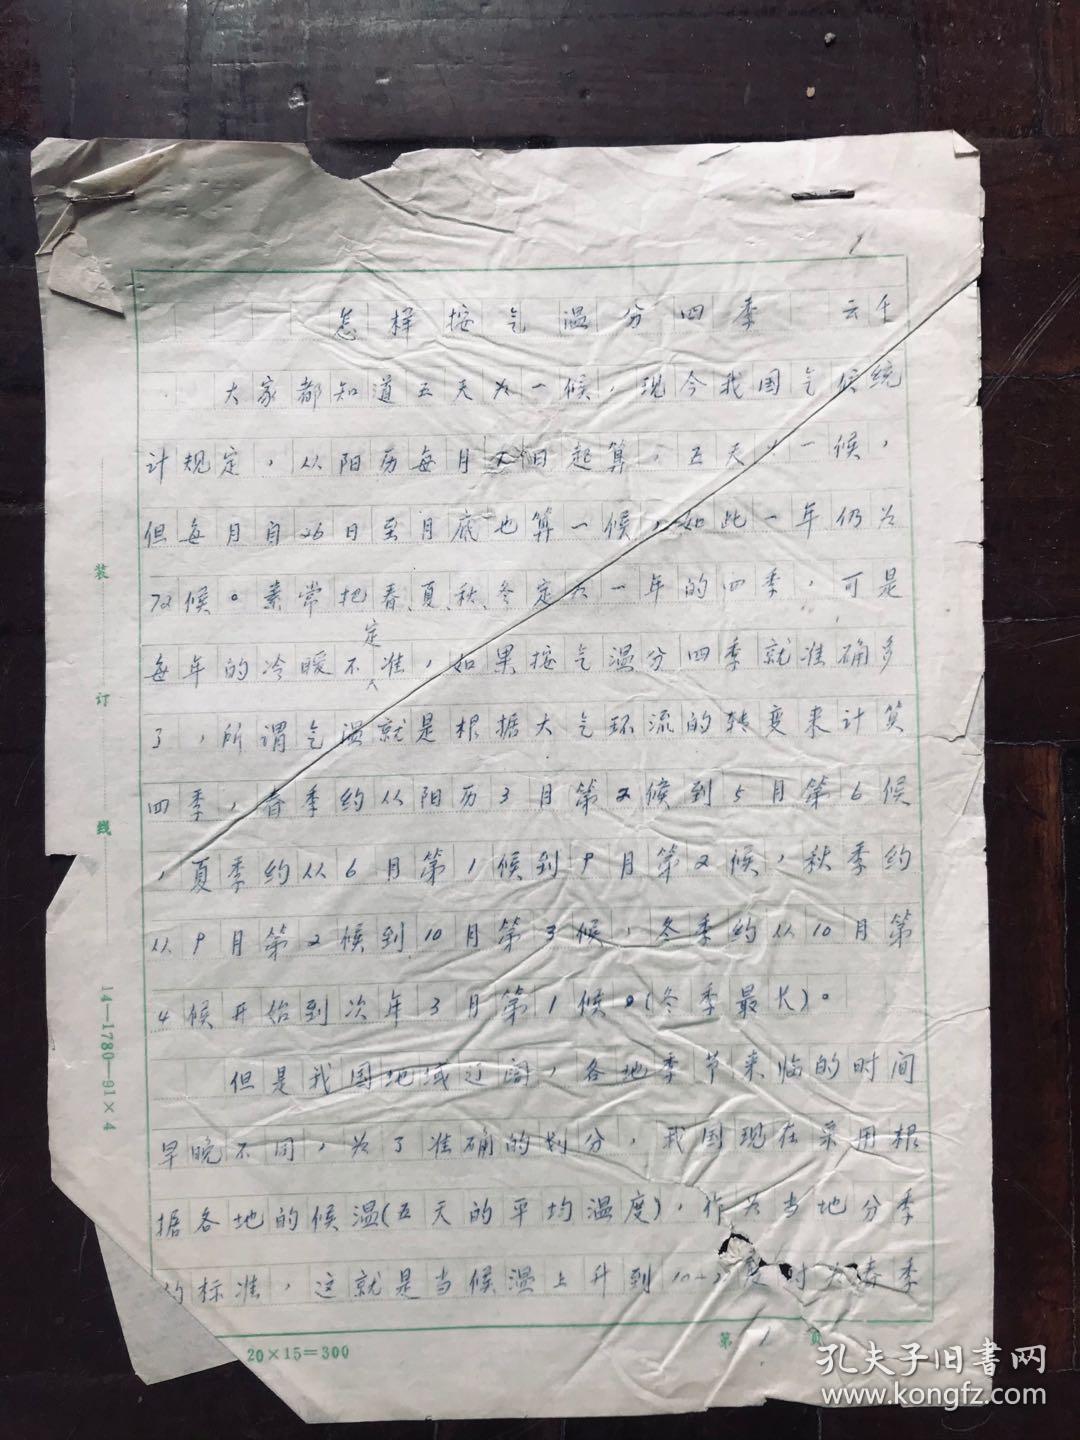 1
怎样按气温分四季 云千
大家都知道五天为一候，现今我国气候统
计规定，从阳历每月1日起算，五天为一候，
但每月自26日至月底也算一候，如此一年仍为
72候。素常把春、夏、秋、冬定为一年的四季，可是
每年的冷暖不定准，如果按气温分四季就准确多
了，所谓气温就是根据大气环流的转变来计算
四季，春季约从阳历3月第2候到5月第6候
，夏季约从6月第1候到9月第2候，秋季约
从9月第2候到10月第3候，冬季约从10月第
4候开始到次年3月第1候。(冬季最长)。
但是我国地域辽阔，各地季节来临的时间
早晚不同，为了准确的划分，我国现在采用根
据各地的候温(五天的平均温度)，作为当地分季
的标准，这就是当候温上升到10 度时为春季
装
订
线
14—1780—91×4
20×15=300
第 1 页
孔夫子旧书网
www.kongfz.com